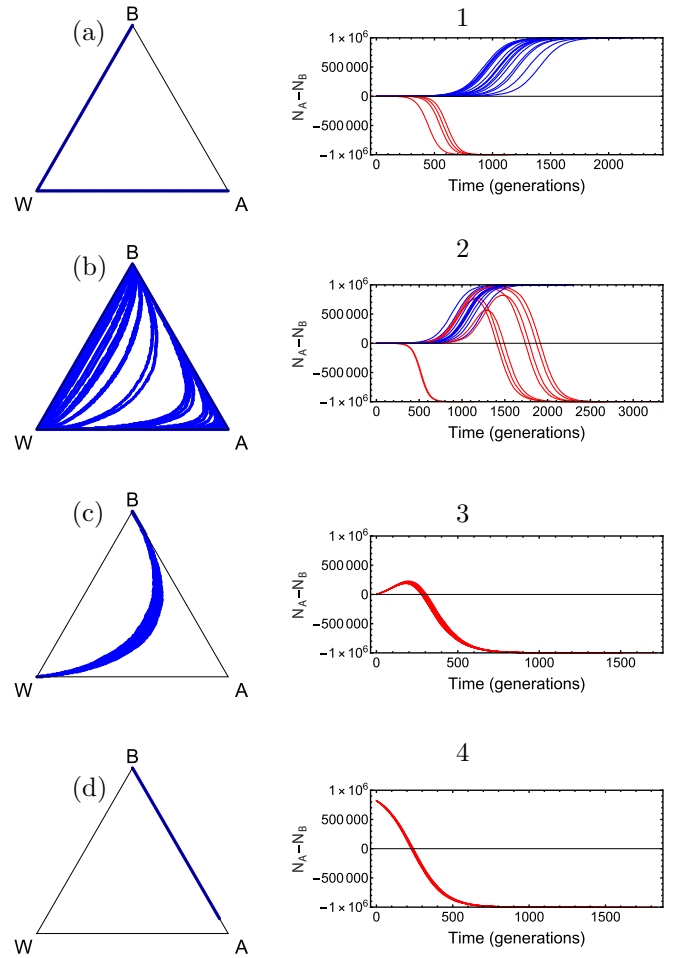 (a)
B
W
A
1
N_A–N_B
1 × 10⁶
500 000
0
−500 000
−1 × 10⁶
0 500 1000 1500 2000
Time (generations)
(b)
B
W
A
2
N_A–N_B
1 × 10⁶
500 000
0
−500 000
−1 × 10⁶
0 500 1000 1500 2000 2500 3000
Time (generations)
(c)
B
W
A
3
N_A–N_B
1 × 10⁶
500 000
0
−500 000
−1 × 10⁶
0 500 1000 1500
Time (generations)
(d)
B
W
A
4
N_A–N_B
1 × 10⁶
500 000
0
−500 000
−1 × 10⁶
0 500 1000 1500
Time (generations)